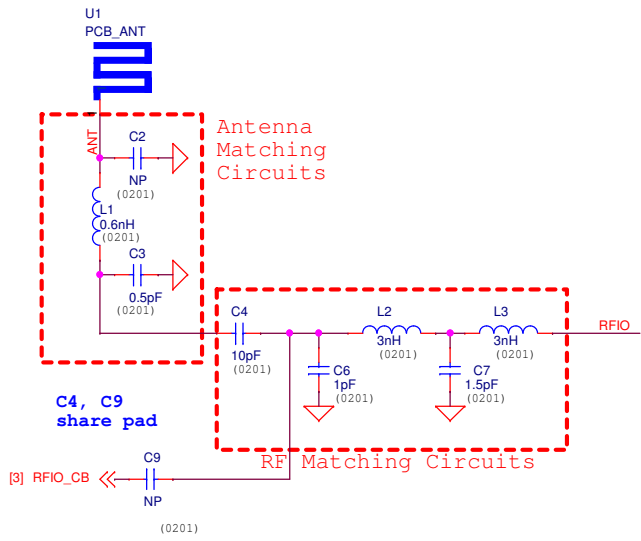 U1
PCB_ANT
1
ANT
C2
NP
(0201)
Antenna
Matching
Circuits
L1
0.6nH
(0201)
C3
0.5pF
(0201)
C4
10pF
(0201)
L2
3nH
(0201)
L3
3nH
(0201)
RFIO
C6
1pF
(0201)
C7
1.5pF
(0201)
C4, C9
share pad
RF Matching Circuits
[3] RFIO_CB
C9
NP
(0201)